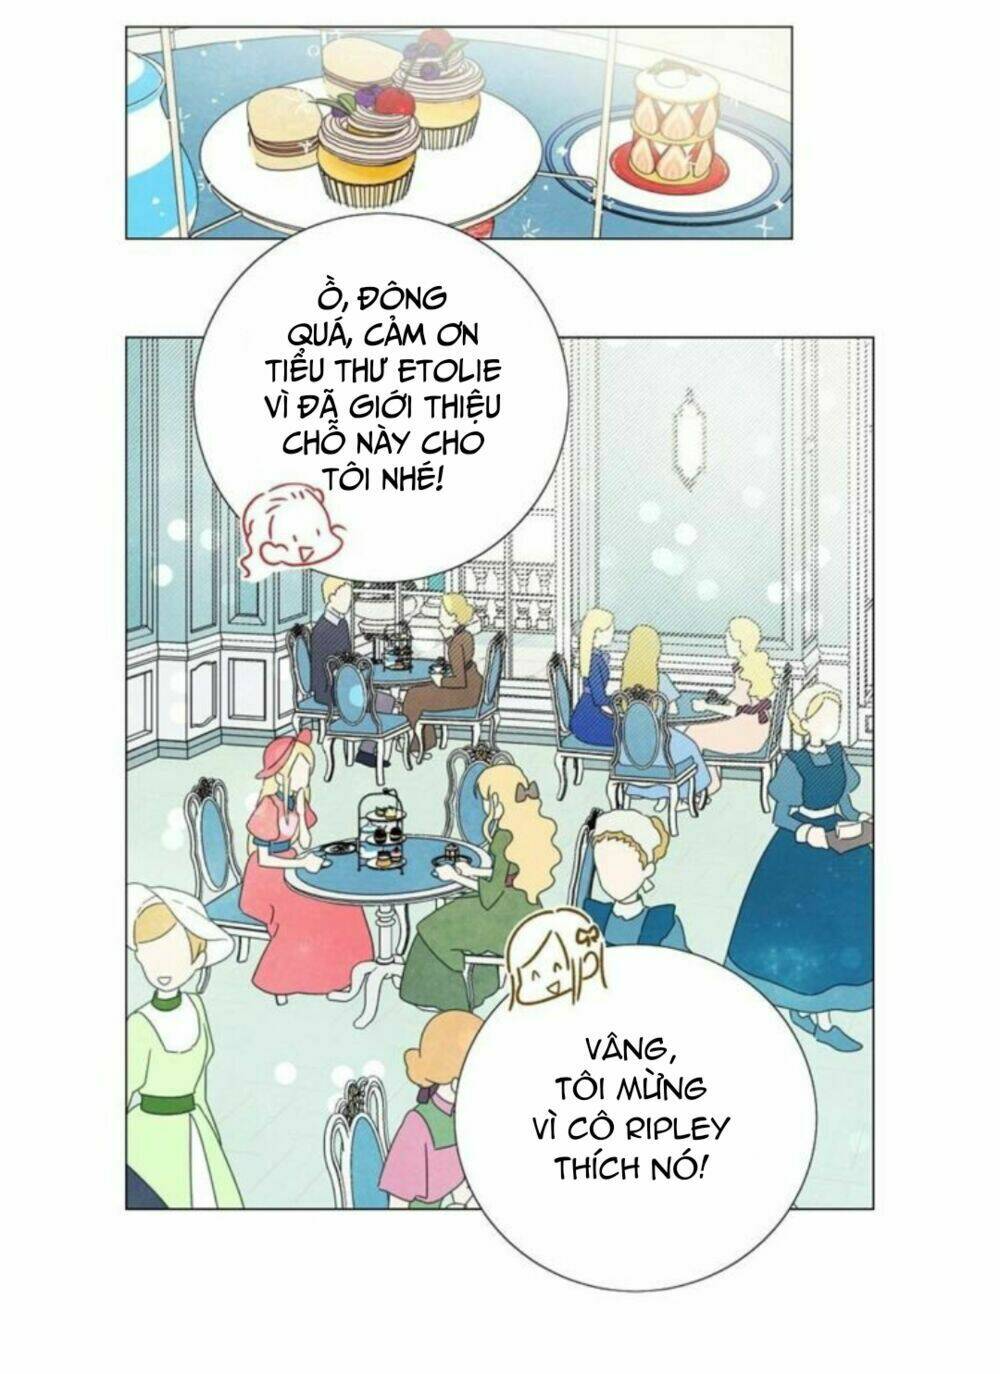 Ồ, ĐÔNG
QUÁ, CẢM ƠN
TIỂU THƯ ETOLIE
VÌ ĐÃ GIỚI THIỆU
CHỖ NÀY CHO
TÔI NHÉ!
VÂNG,
TÔI MỪNG
VÌ CÔ RIPLEY
THÍCH NÓ!